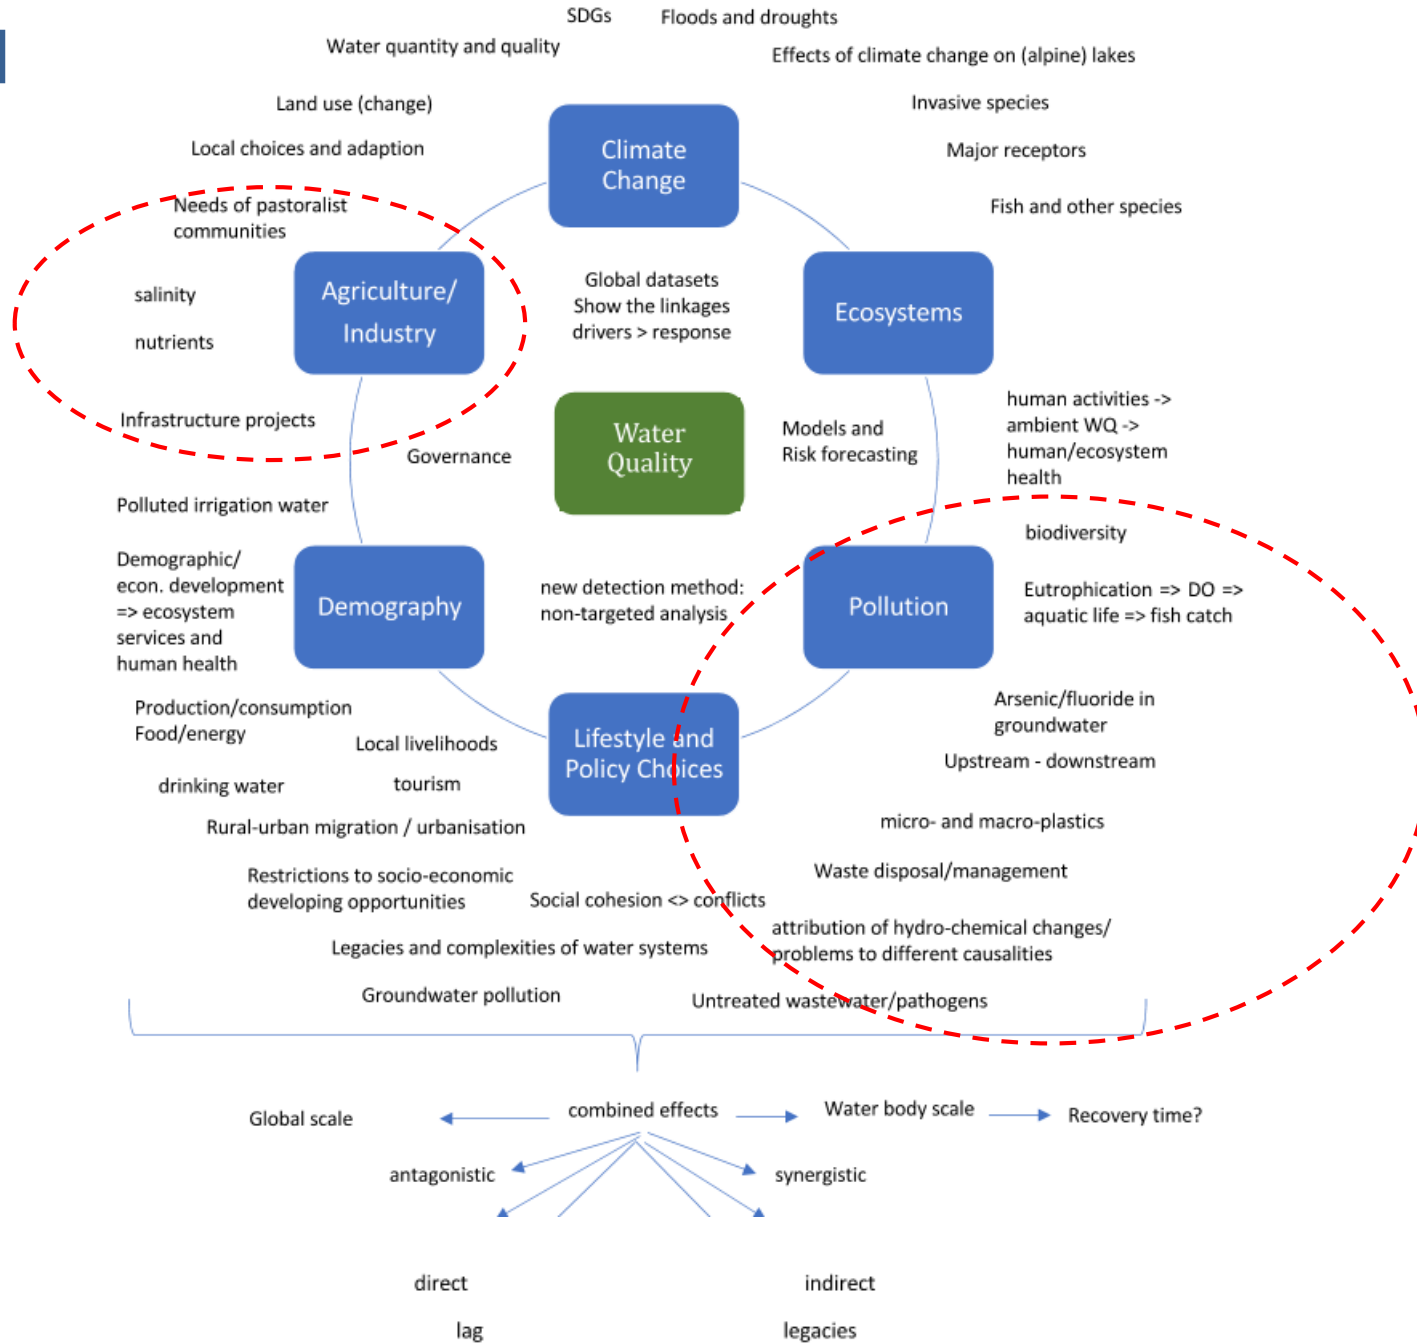 SDGs
Floods and droughts
Water quantity and quality
Effects of climate change on (alpine) lakes
Land use (change)
Invasive species
Local choices and adaption
Climate
Change
Major receptors
Needs of pastoralist
communities
Fish and other species
salinity
nutrients
Agriculture/
Industry
Global datasets
Show the linkages
drivers > response
Ecosystems
Infrastructure projects
Governance
Water
Quality
Models and
Risk forecasting
human activities ->
ambient WQ ->
human/ecosystem
health
Polluted irrigation water
biodiversity
Demographic/
econ. development
=> ecosystem
services and
human health
Demography
new detection method:
non-targeted analysis
Pollution
Eutrophication => DO =>
aquatic life => fish catch
Production/consumption
Food/energy
Local livelihoods
Lifestyle and
Policy Choices
Arsenic/fluoride in
groundwater
Upstream - downstream
drinking water
tourism
Rural-urban migration / urbanisation
micro- and macro-plastics
Restrictions to socio-economic
developing opportunities
Waste disposal/management
Social cohesion <> conflicts
attribution of hydro-chemical changes/
problems to different causalities
Legacies and complexities of water systems
Groundwater pollution
Untreated wastewater/pathogens
Global scale
combined effects
Water body scale
Recovery time?
antagonistic
synergistic
direct
indirect
lag
legacies